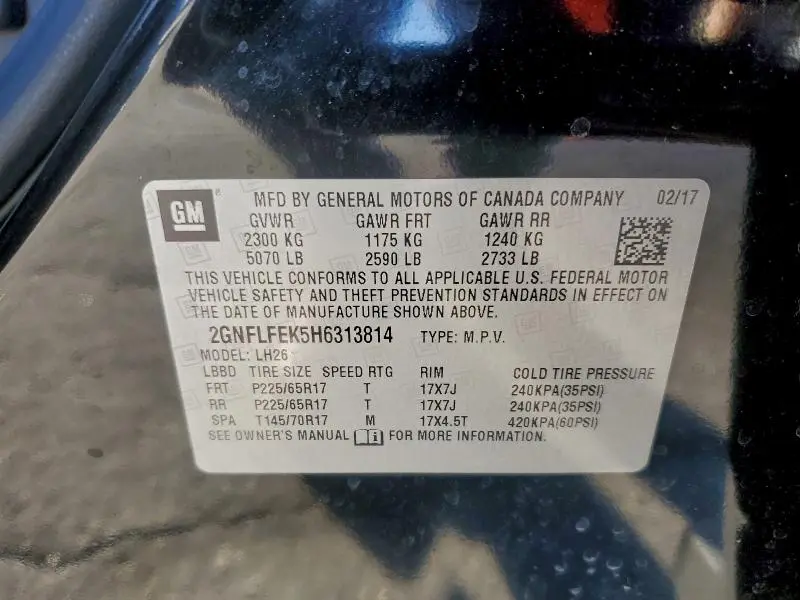 GM
MFD BY GENERAL MOTORS OF CANADA COMPANY 02/17
GVWR GAWR FRT GAWR RR
2300 KG 1175 KG 1240 KG
5070 LB 2590 LB 2733 LB
THIS VEHICLE CONFORMS TO ALL APPLICABLE U.S. FEDERAL MOTOR
VEHICLE SAFETY AND THEFT PREVENTION STANDARDS IN EFFECT ON
THE DATE OF MANUFACTURE SHOWN ABOVE.
2GNFLFEK5H6313814 TYPE: M.P.V.
MODEL: LH26
LBBD TIRE SIZE SPEED RTG RIM COLD TIRE PRESSURE
FRT P225/65R17 T 17X7J 240KPA(35PSI)
RR P225/65R17 T 17X7J 240KPA(35PSI)
SPA T145/70R17 M 17X4.5T 420KPA(60PSI)
SEE OWNER'S MANUAL FOR MORE INFORMATION.